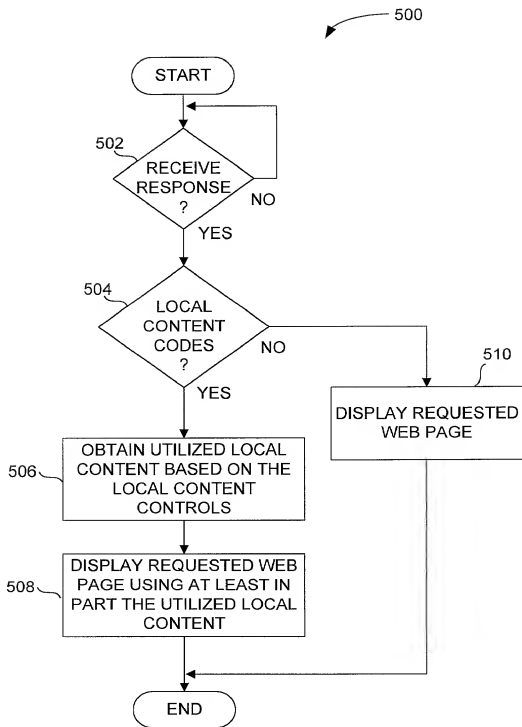 500
START
502
RECEIVE
RESPONSE
?
NO
YES
504
LOCAL
CONTENT
CODES
?
NO
YES
510
DISPLAY REQUESTED
WEB PAGE
506
OBTAIN UTILIZED LOCAL
CONTENT BASED ON THE
LOCAL CONTENT
CONTROLS
508
DISPLAY REQUESTED WEB
PAGE USING AT LEAST IN
PART THE UTILIZED LOCAL
CONTENT
END